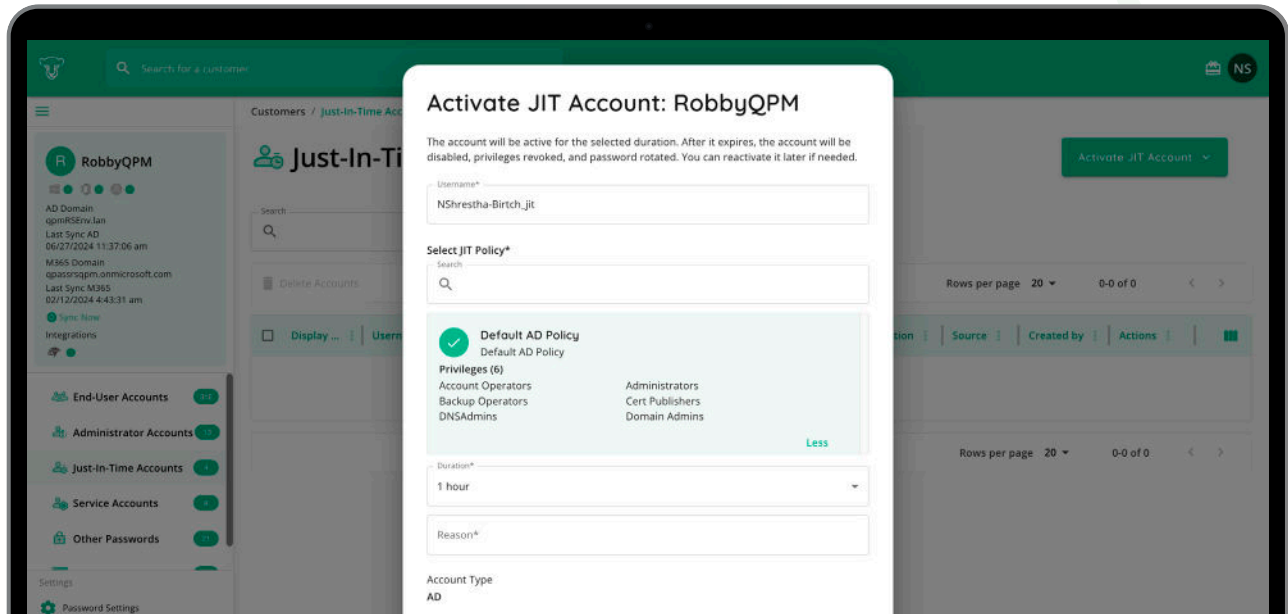 Search for a customer
NS
Customers / Just-In-Time Acc
R RobbyQPM
AD Domain
qpmRSEnv.lan
Last Sync AD
06/27/2024 11:37:06 am
M365 Domain
qpassrsqpm.onmicrosoft.com
Last Sync M365
02/12/2024 4:43:31 am
Sync Now
Integrations
End-User Accounts
Administrator Accounts
Just-In-Time Accounts
Service Accounts
Other Passwords
Settings
Password Settings
Just-In-Ti
Activate JIT Account
Search
Delete Accounts
Rows per page 20 0-0 of 0
Display ... Usern
tion Source Created by Actions
Rows per page 20 0-0 of 0
Activate JIT Account: RobbyQPM
The account will be active for the selected duration. After it expires, the account will be
disabled, privileges revoked, and password rotated. You can reactivate it later if needed.
Username*
NShrestha-Birtch_jit
Select JIT Policy*
Search
Default AD Policy
Default AD Policy
Privileges (6)
Account Operators Administrators
Backup Operators Cert Publishers
DNSAdmins Domain Admins
Less
Duration*
1 hour
Reason*
Account Type
AD